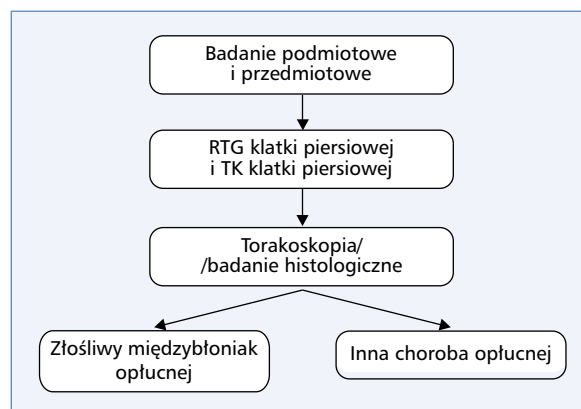 Badanie podmiotowe
i przedmiotowe
RTG klatki piersiowej
i TK klatki piersiowej
Torakoskopia/
/badanie histologiczne
Złośliwy międzybłoniak
opłucnej
Inna choroba opłucnej